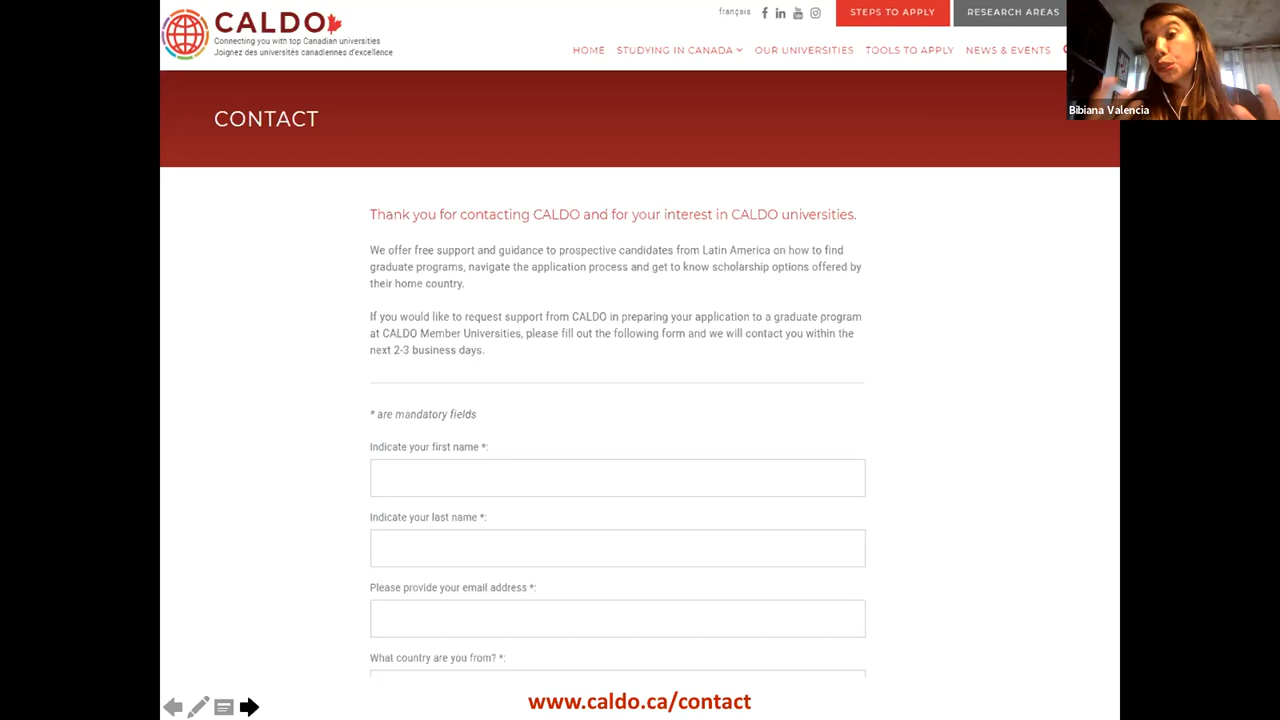 CALDO
Connecting you with top Canadian universities
Joignez des universités canadiennes d'excellence
français
STEPS TO APPLY
RESEARCH AREAS
HOME
STUDYING IN CANADA
OUR UNIVERSITIES
TOOLS TO APPLY
NEWS & EVENTS
Bibiana Valencia
CONTACT
Thank you for contacting CALDO and for your interest in CALDO universities.
We offer free support and guidance to prospective candidates from Latin America on how to find
graduate programs, navigate the application process and get to know scholarship options offered by
their home country.
If you would like to request support from CALDO in preparing your application to a graduate program
at CALDO Member Universities, please fill out the following form and we will contact you within the
next 2-3 business days.
* are mandatory fields
Indicate your first name *:
Indicate your last name *:
Please provide your email address *:
What country are you from? *:
www.caldo.ca/contact